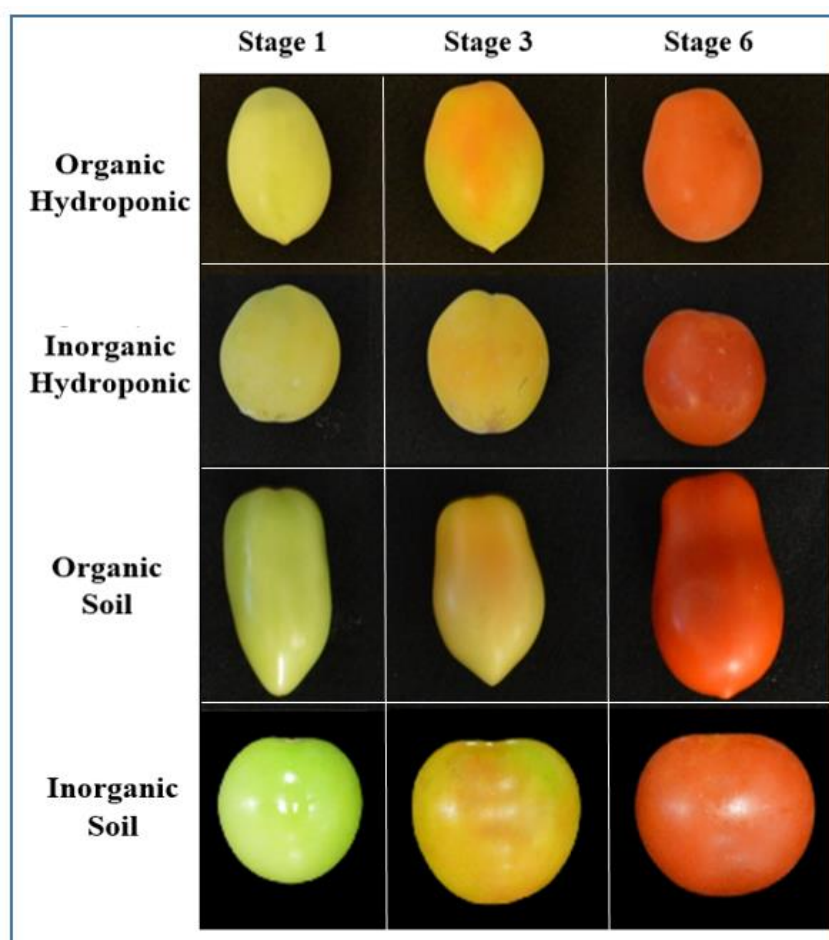 Stage 1 Stage 3 Stage 6
Organic
Hydroponic
Inorganic
Hydroponic
Organic
Soil
Inorganic
Soil